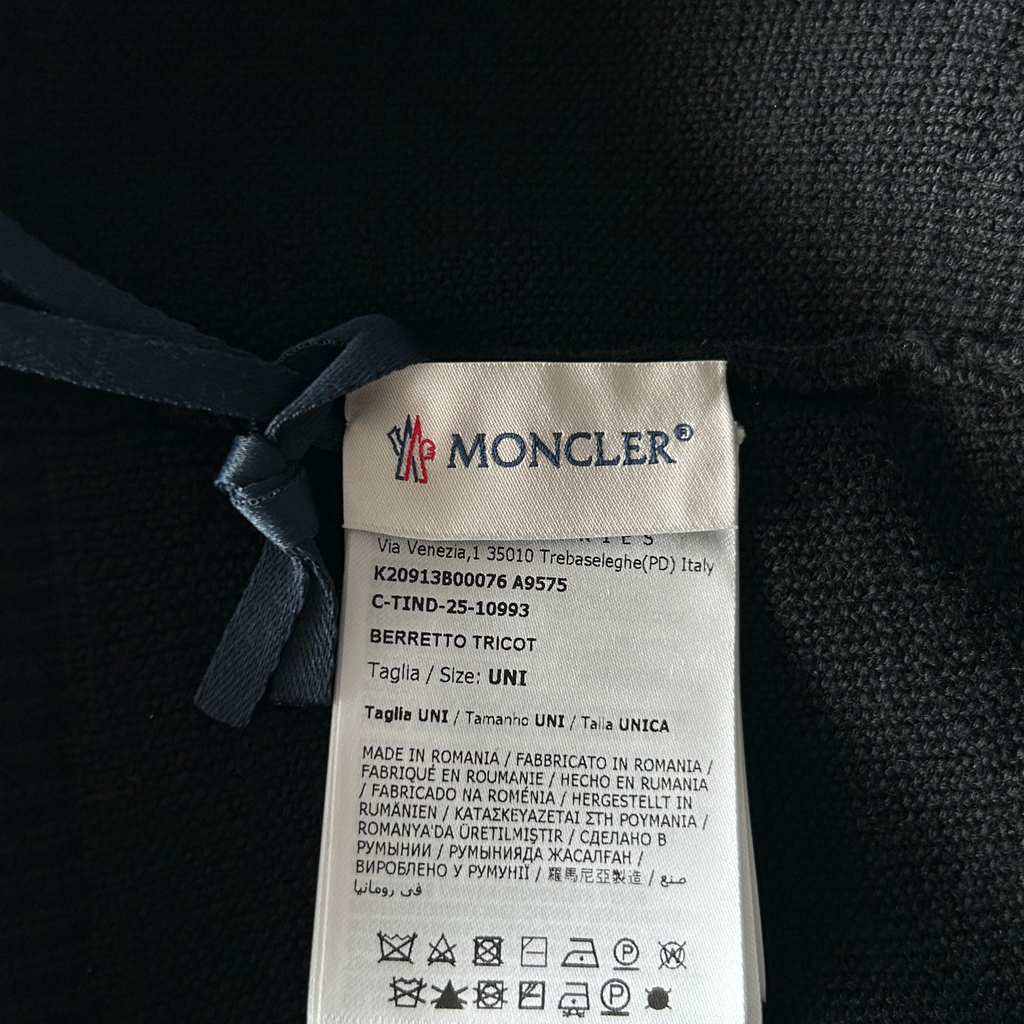 MONCLER®
Via Venezia,1 35010 Trebaseleghe(PD) Italy
K20913B00076 A9575
C-TIND-25-10993
BERRETTO TRICOT
Taglia / Size: UNI
Taglia UNI / Tamanho UNI / Talla UNICA
MADE IN ROMANIA / FABBRICATO IN ROMANIA /
FABRIQUÉ EN ROUMANIE / HECHO EN RUMANIA
/ FABRICADO NA ROMÉNIA / HERGESTELLT IN
RUMÄNIEN / ΚΑΤΑΣΚΕΥΑΖΕΤΑΙ ΣΤΗ ΡΟΥΜΑΝΙΑ /
ROMANYA'DA ÜRETILMIŞTIR / СДЕЛАНО В
РУМЫНИИ / РУМЫНИЯДА ЖАСАЛҒАН /
ВИРОБЛЕНО У РУМУНІЇ / 羅馬尼亞製造 / صنع
في رومانيا
P W
P